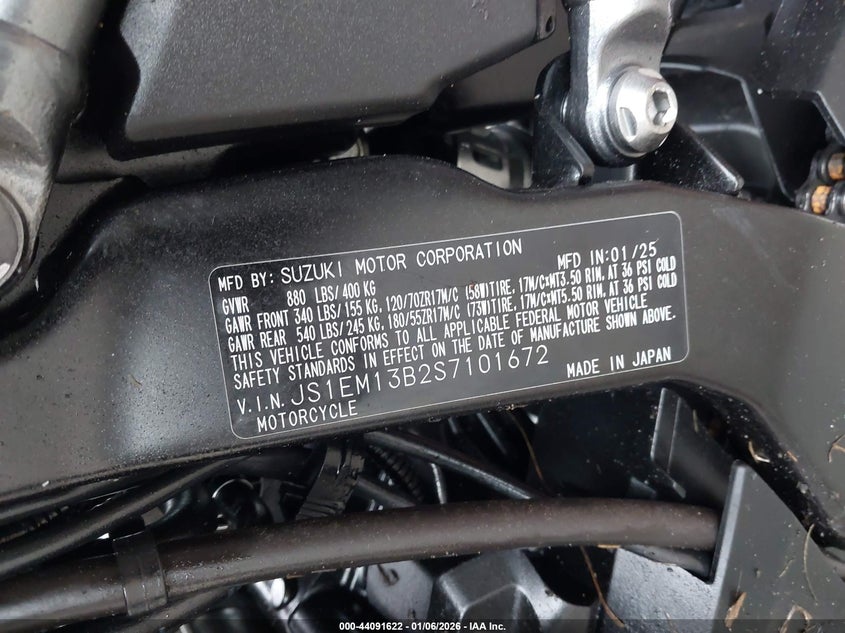 MFD BY: SUZUKI MOTOR CORPORATION MFD IN: 01/25
GVWR 880 LBS/400 KG
GAWR FRONT 340 LBS/155 KG, 120/70ZR17M/C (58W)TIRE, 17M/C×MT3.50 RIM, AT 36 PSI COLD
GAWR REAR 540 LBS/245 KG, 180/55ZR17M/C (73W)TIRE, 17M/C×MT5.50 RIM, AT 36 PSI COLD
THIS VEHICLE CONFORMS TO ALL APPLICABLE FEDERAL MOTOR VEHICLE
SAFETY STANDARDS IN EFFECT ON THE DATE OF MANUFACTURE SHOWN ABOVE.
V.I.N. JS1EM13B2S7101672 MADE IN JAPAN
MOTORCYCLE
000-44091622 - 01/06/2026 - IAA Inc.